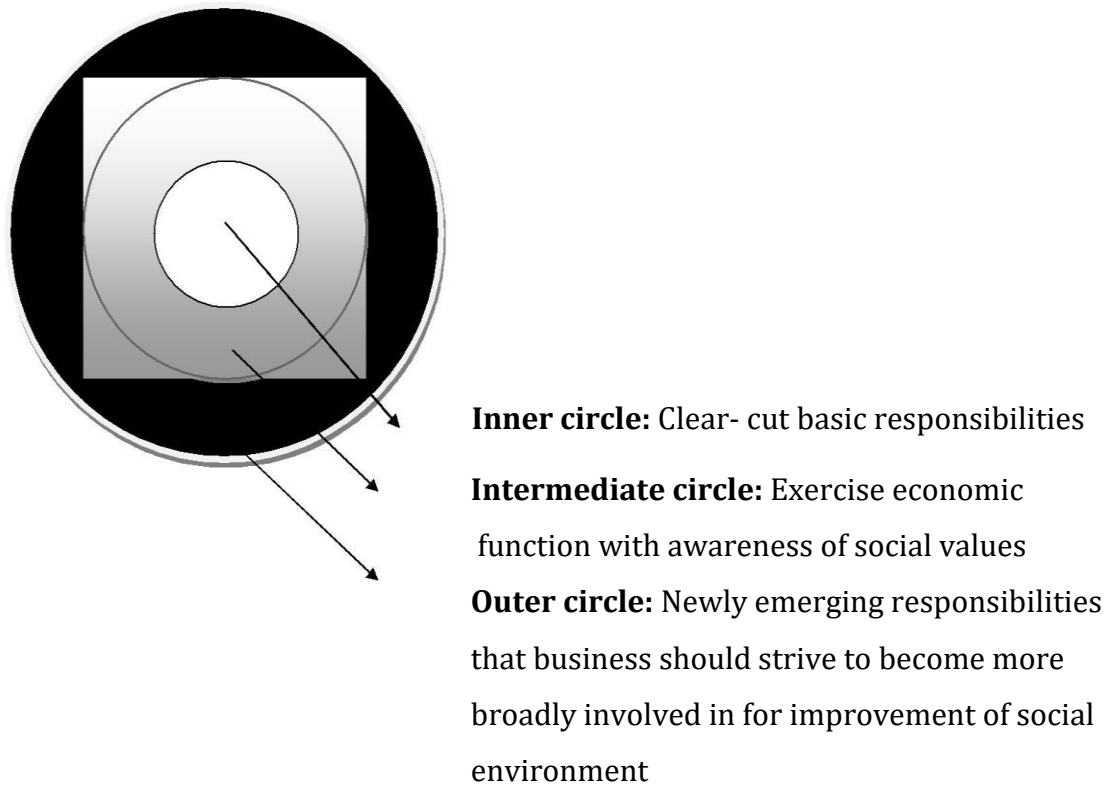 Inner circle: Clear- cut basic responsibilities
Intermediate circle: Exercise economic
function with awareness of social values
Outer circle: Newly emerging responsibilities
that business should strive to become more
broadly involved in for improvement of social
environment